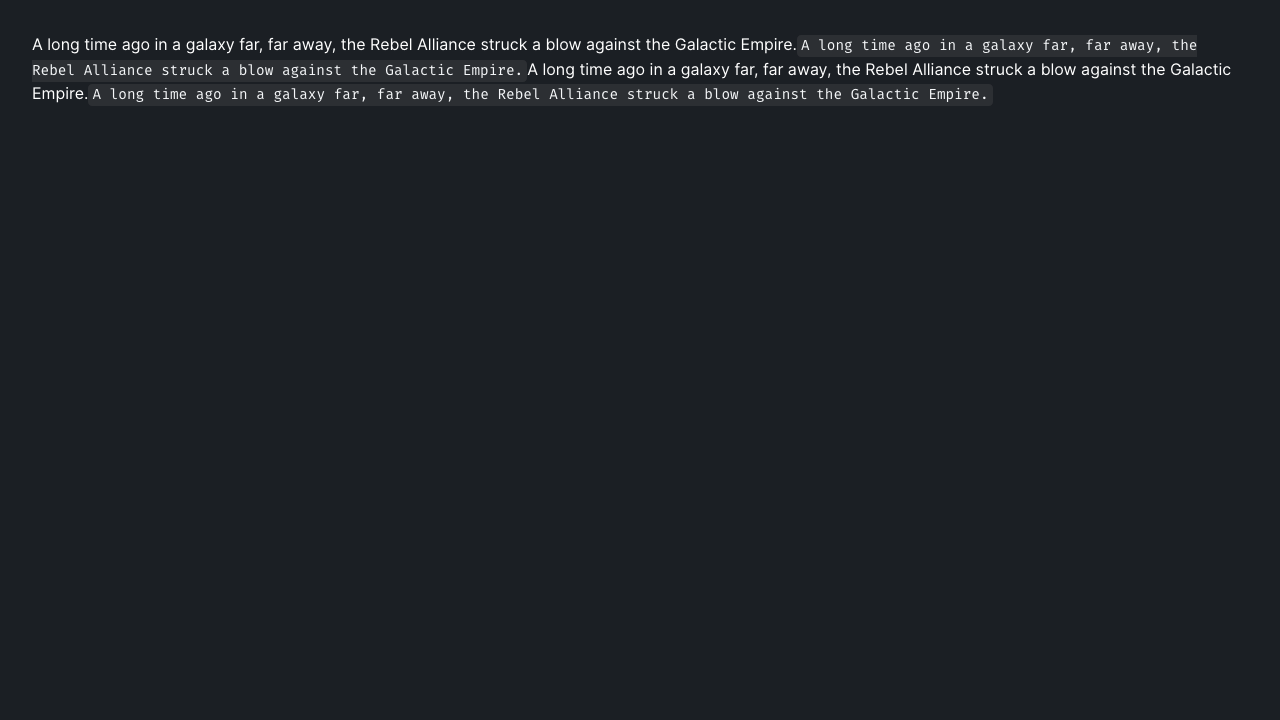 A long time ago in a galaxy far, far away, the Rebel Alliance struck a blow against the Galactic Empire. A long time ago in a galaxy far, far away, the
Rebel Alliance struck a blow against the Galactic Empire. A long time ago in a galaxy far, far away, the Rebel Alliance struck a blow against the Galactic
Empire. A long time ago in a galaxy far, far away, the Rebel Alliance struck a blow against the Galactic Empire.